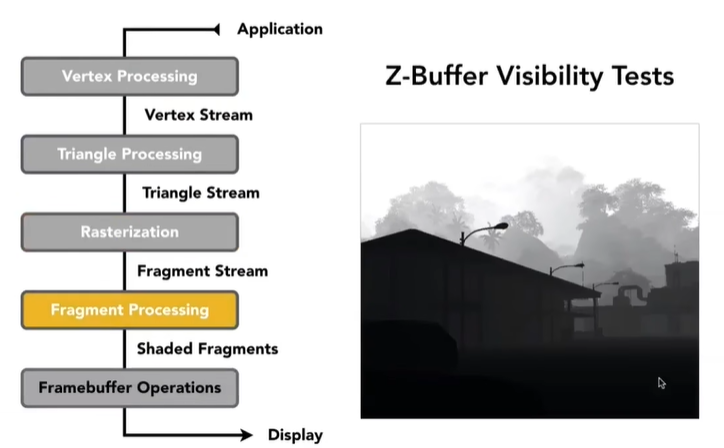 Application
Vertex Processing
Vertex Stream
Triangle Processing
Triangle Stream
Rasterization
Fragment Stream
Fragment Processing
Shaded Fragments
Framebuffer Operations
Display
Z-Buffer Visibility Tests